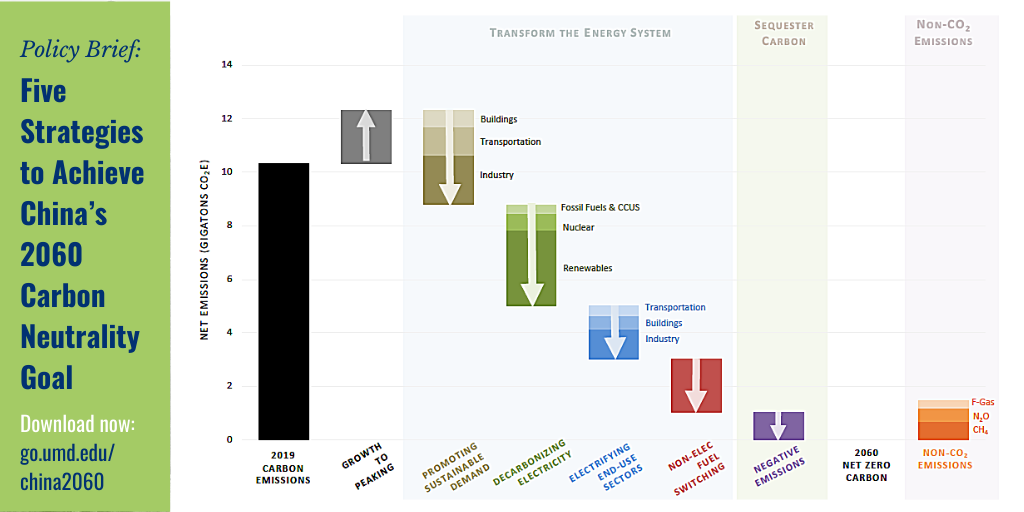 Policy Brief:
Five
Strategies
to Achieve
China's
2060
Carbon
Neutrality
Goal
Download now:
go.umd.edu/
china2060
NET EMISSIONS (GIGATONS CO₂E)
14
12
10
8
6
4
2
0
TRANSFORM THE ENERGY SYSTEM
SEQUESTER
CARBON
NON-CO₂
EMISSIONS
Buildings
Transportation
Industry
Fossil Fuels & CCUS
Nuclear
Renewables
Transportation
Buildings
Industry
F-Gas
N₂O
CH₄
2019
CARBON
EMISSIONS
GROWTH
TO
PEAKING
PROMOTING
SUSTAINABLE
DEMAND
DECARBONIZING
ELECTRICITY
ELECTRIFYING
END-USE
SECTORS
NON-ELEC
FUEL
SWITCHING
NEGATIVE
EMISSIONS
2060
NET ZERO
CARBON
NON-CO₂
EMISSIONS